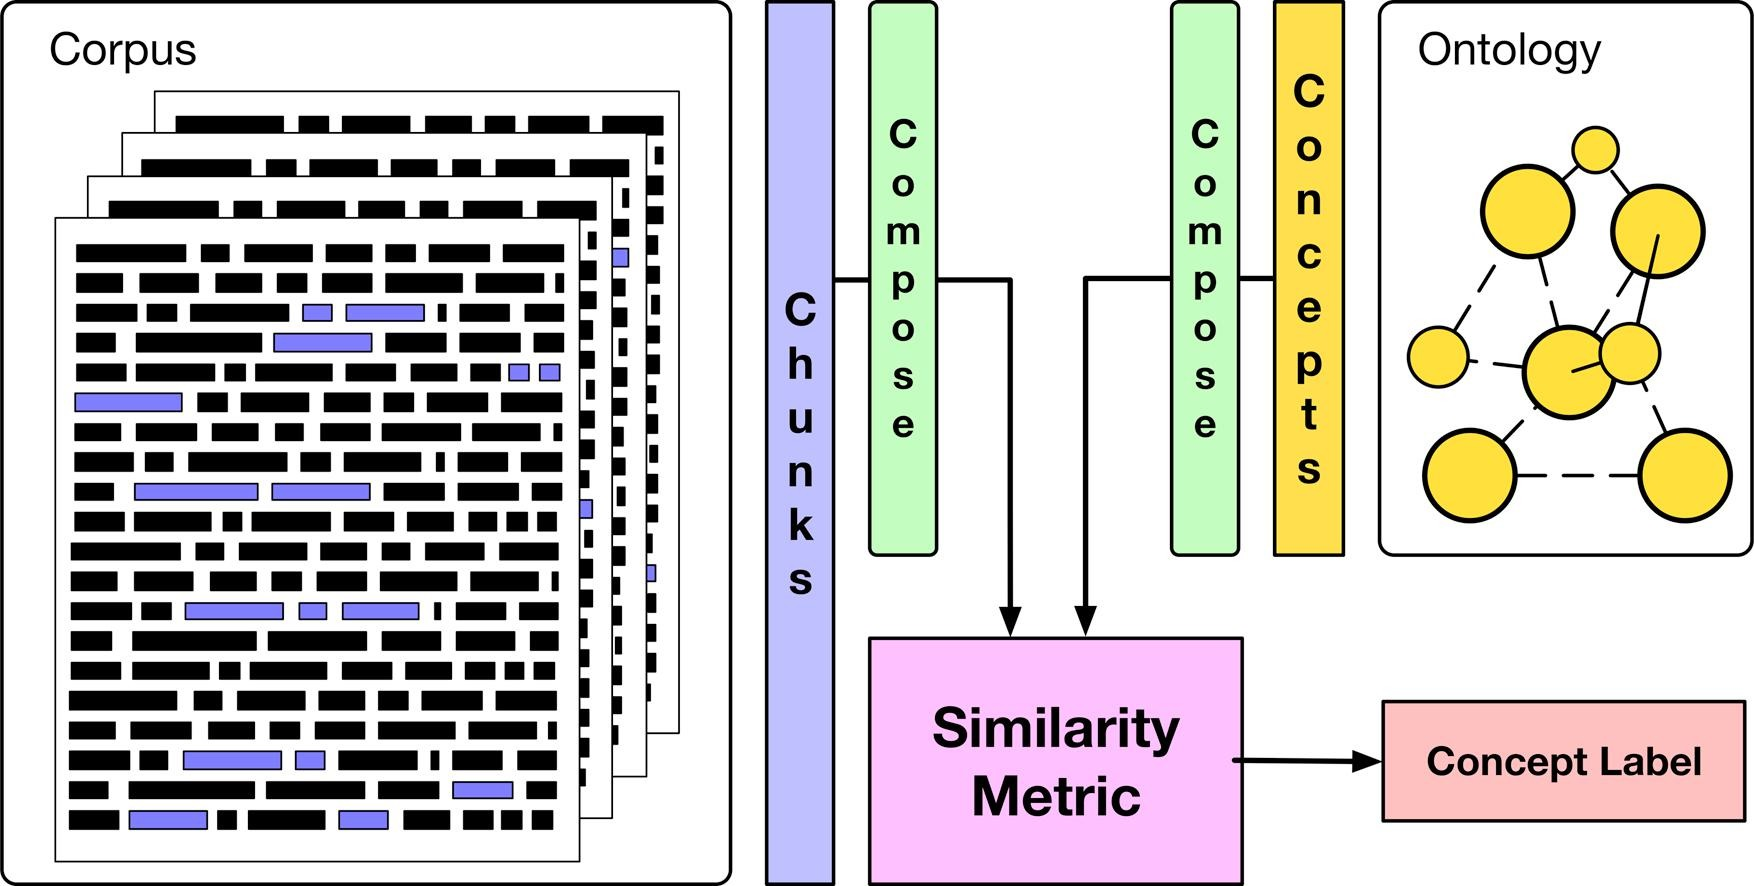 Corpus
Chunks
Compose
Compose
Concepts
Ontology
Similarity
Metric
Concept Label